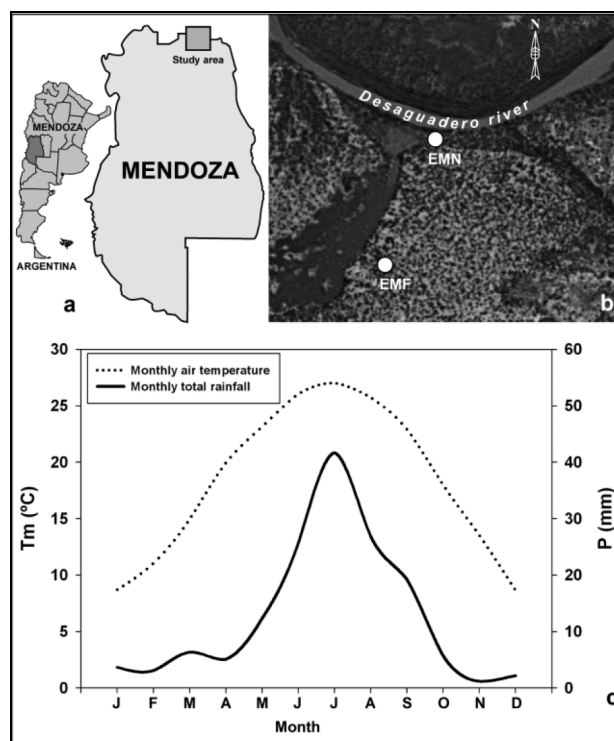 Study area
MENDOZA
MENDOZA
ARGENTINA
a
N
Desaguadero river
EMN
EMF
b
Monthly air temperature
Monthly total rainfall
30
25
20
15
10
5
0
Tm (ºC)
60
50
40
30
20
10
0
P (mm)
J F M A M J J A S O N D
Month
c